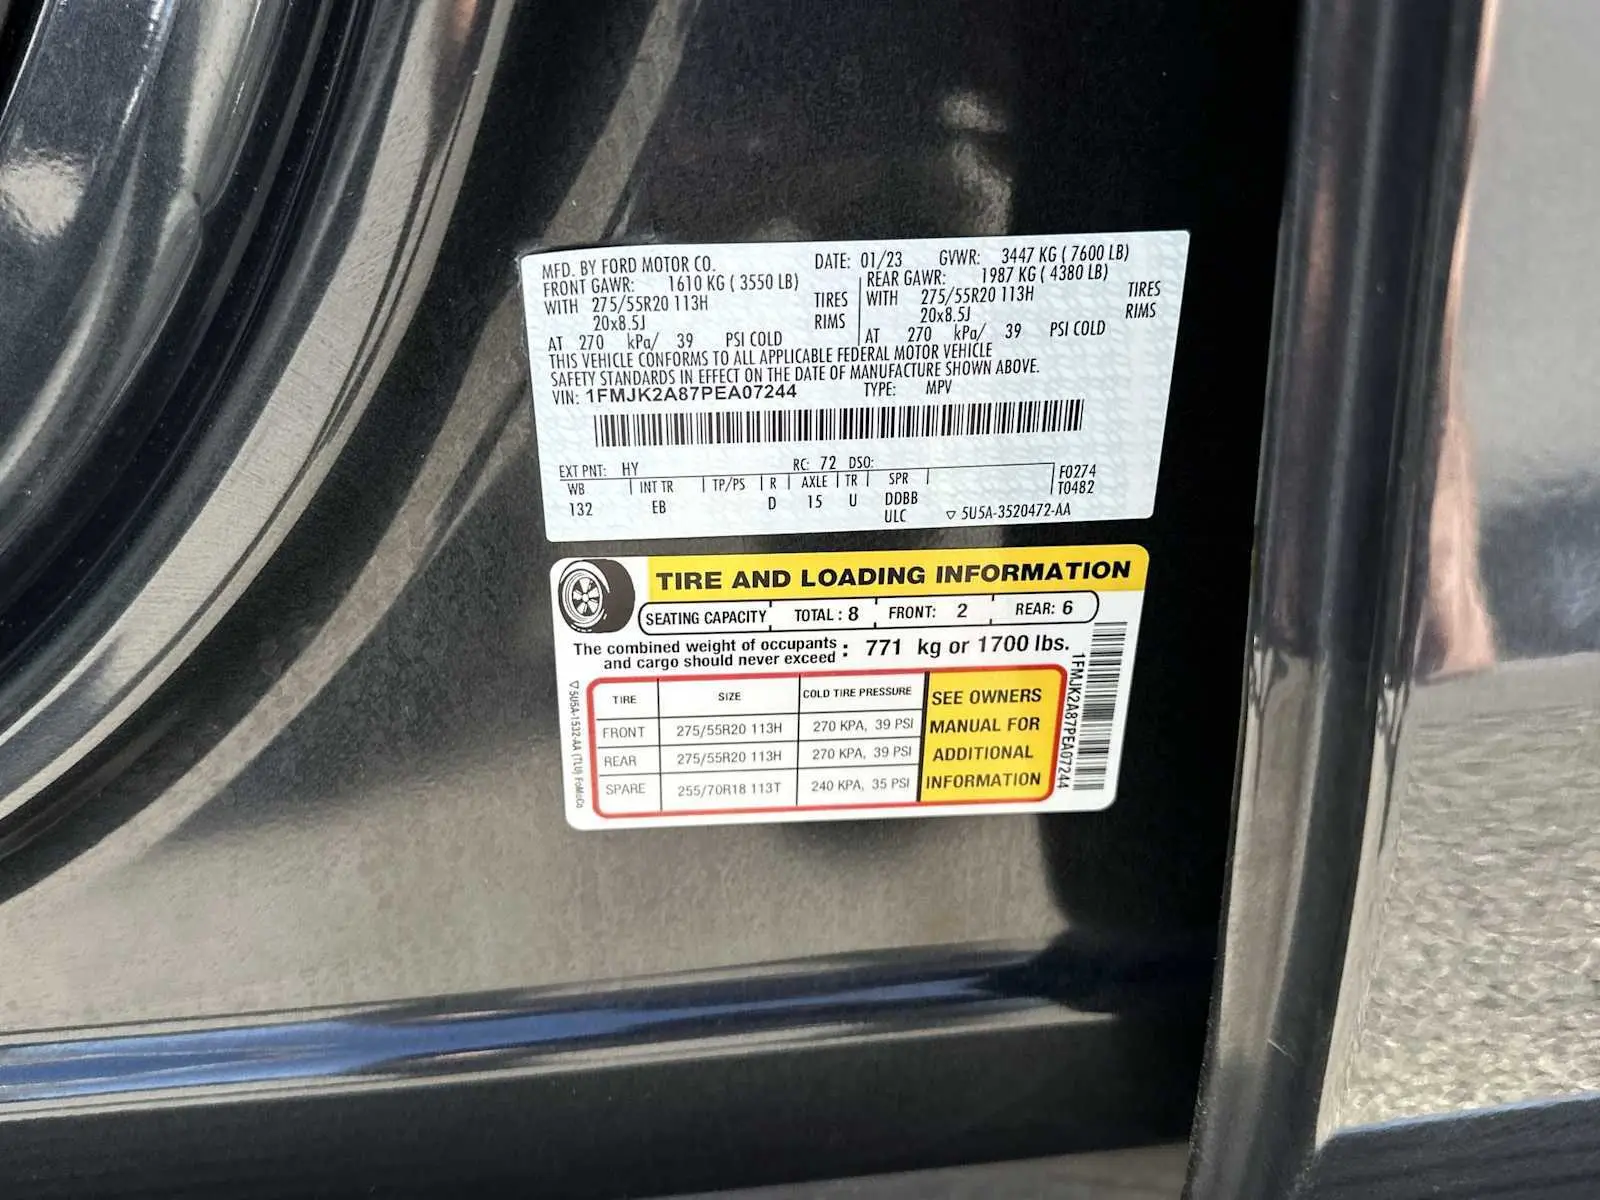 MFD. BY FORD MOTOR CO. DATE: 01/23 GVWR: 3447 KG ( 7600 LB)
FRONT GAWR: 1610 KG ( 3550 LB) REAR GAWR: 1987 KG ( 4380 LB)
WITH 275/55R20 113H TIRES WITH 275/55R20 113H TIRES
20x8.5J RIMS 20x8.5J RIMS
AT 270 kPa/ 39 PSI COLD AT 270 kPa/ 39 PSI COLD
THIS VEHICLE CONFORMS TO ALL APPLICABLE FEDERAL MOTOR VEHICLE
SAFETY STANDARDS IN EFFECT ON THE DATE OF MANUFACTURE SHOWN ABOVE.
VIN: 1FMJK2A87PEA07244 TYPE: MPV
EXT PNT: HY RC: 72 DSO: F0274
WB INT TR TP/PS R AXLE TR SPR T0482
132 EB D 15 U DDBB
ULC ▽ 5U5A-3520472-AA
TIRE AND LOADING INFORMATION
SEATING CAPACITY TOTAL : 8 FRONT: 2 REAR: 6
The combined weight of occupants
and cargo should never exceed : 771 kg or 1700 lbs.
TIRE SIZE COLD TIRE PRESSURE
FRONT 275/55R20 113H 270 KPA, 39 PSI
REAR 275/55R20 113H 270 KPA, 39 PSI
SPARE 255/70R18 113T 240 KPA, 35 PSI
SEE OWNERS
MANUAL FOR
ADDITIONAL
INFORMATION
▽5U5A-1532-AA (TLU) FoMoCo
1FMJK2A87PEA07244